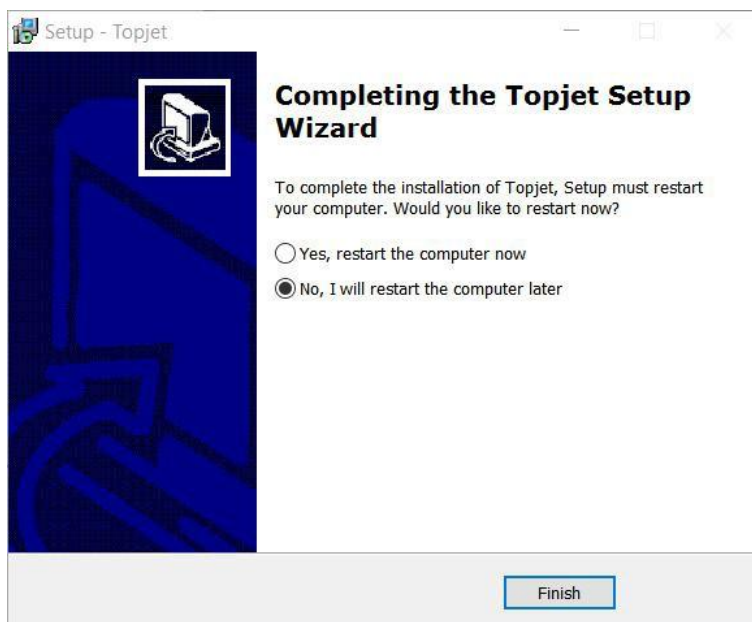 Setup - Topjet
Completing the Topjet Setup
Wizard
To complete the installation of Topjet, Setup must restart
your computer. Would you like to restart now?
Yes, restart the computer now
No, I will restart the computer later
Finish